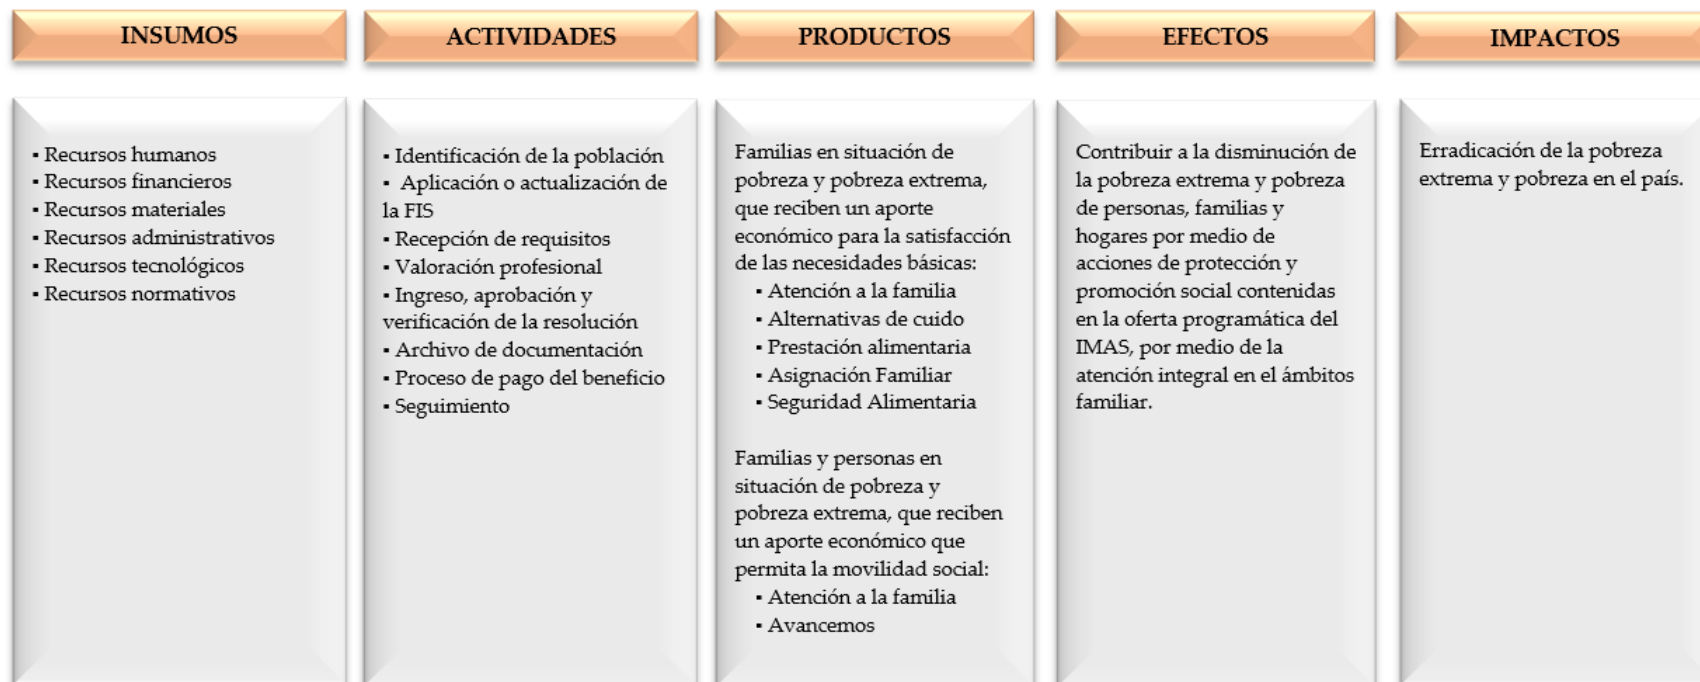 INSUMOS
▪ Recursos humanos
▪ Recursos financieros
▪ Recursos materiales
▪ Recursos administrativos
▪ Recursos tecnológicos
▪ Recursos normativos
ACTIVIDADES
▪ Identificación de la población
▪ Aplicación o actualización de
la FIS
▪ Recepción de requisitos
▪ Valoración profesional
▪ Ingreso, aprobación y
verificación de la resolución
▪ Archivo de documentación
▪ Proceso de pago del beneficio
▪ Seguimiento
PRODUCTOS
Familias en situación de
pobreza y pobreza extrema,
que reciben un aporte
económico para la satisfacción
de las necesidades básicas:
▪ Atención a la familia
▪ Alternativas de cuido
▪ Prestación alimentaria
▪ Asignación Familiar
▪ Seguridad Alimentaria
Familias y personas en
situación de pobreza y
pobreza extrema, que reciben
un aporte económico que
permita la movilidad social:
▪ Atención a la familia
▪ Avancemos
EFECTOS
Contribuir a la disminución de
la pobreza extrema y pobreza
de personas, familias y
hogares por medio de
acciones de protección y
promoción social contenidas
en la oferta programática del
IMAS, por medio de la
atención integral en el ámbitos
familiar.
IMPACTOS
Erradicación de la pobreza
extrema y pobreza en el país.